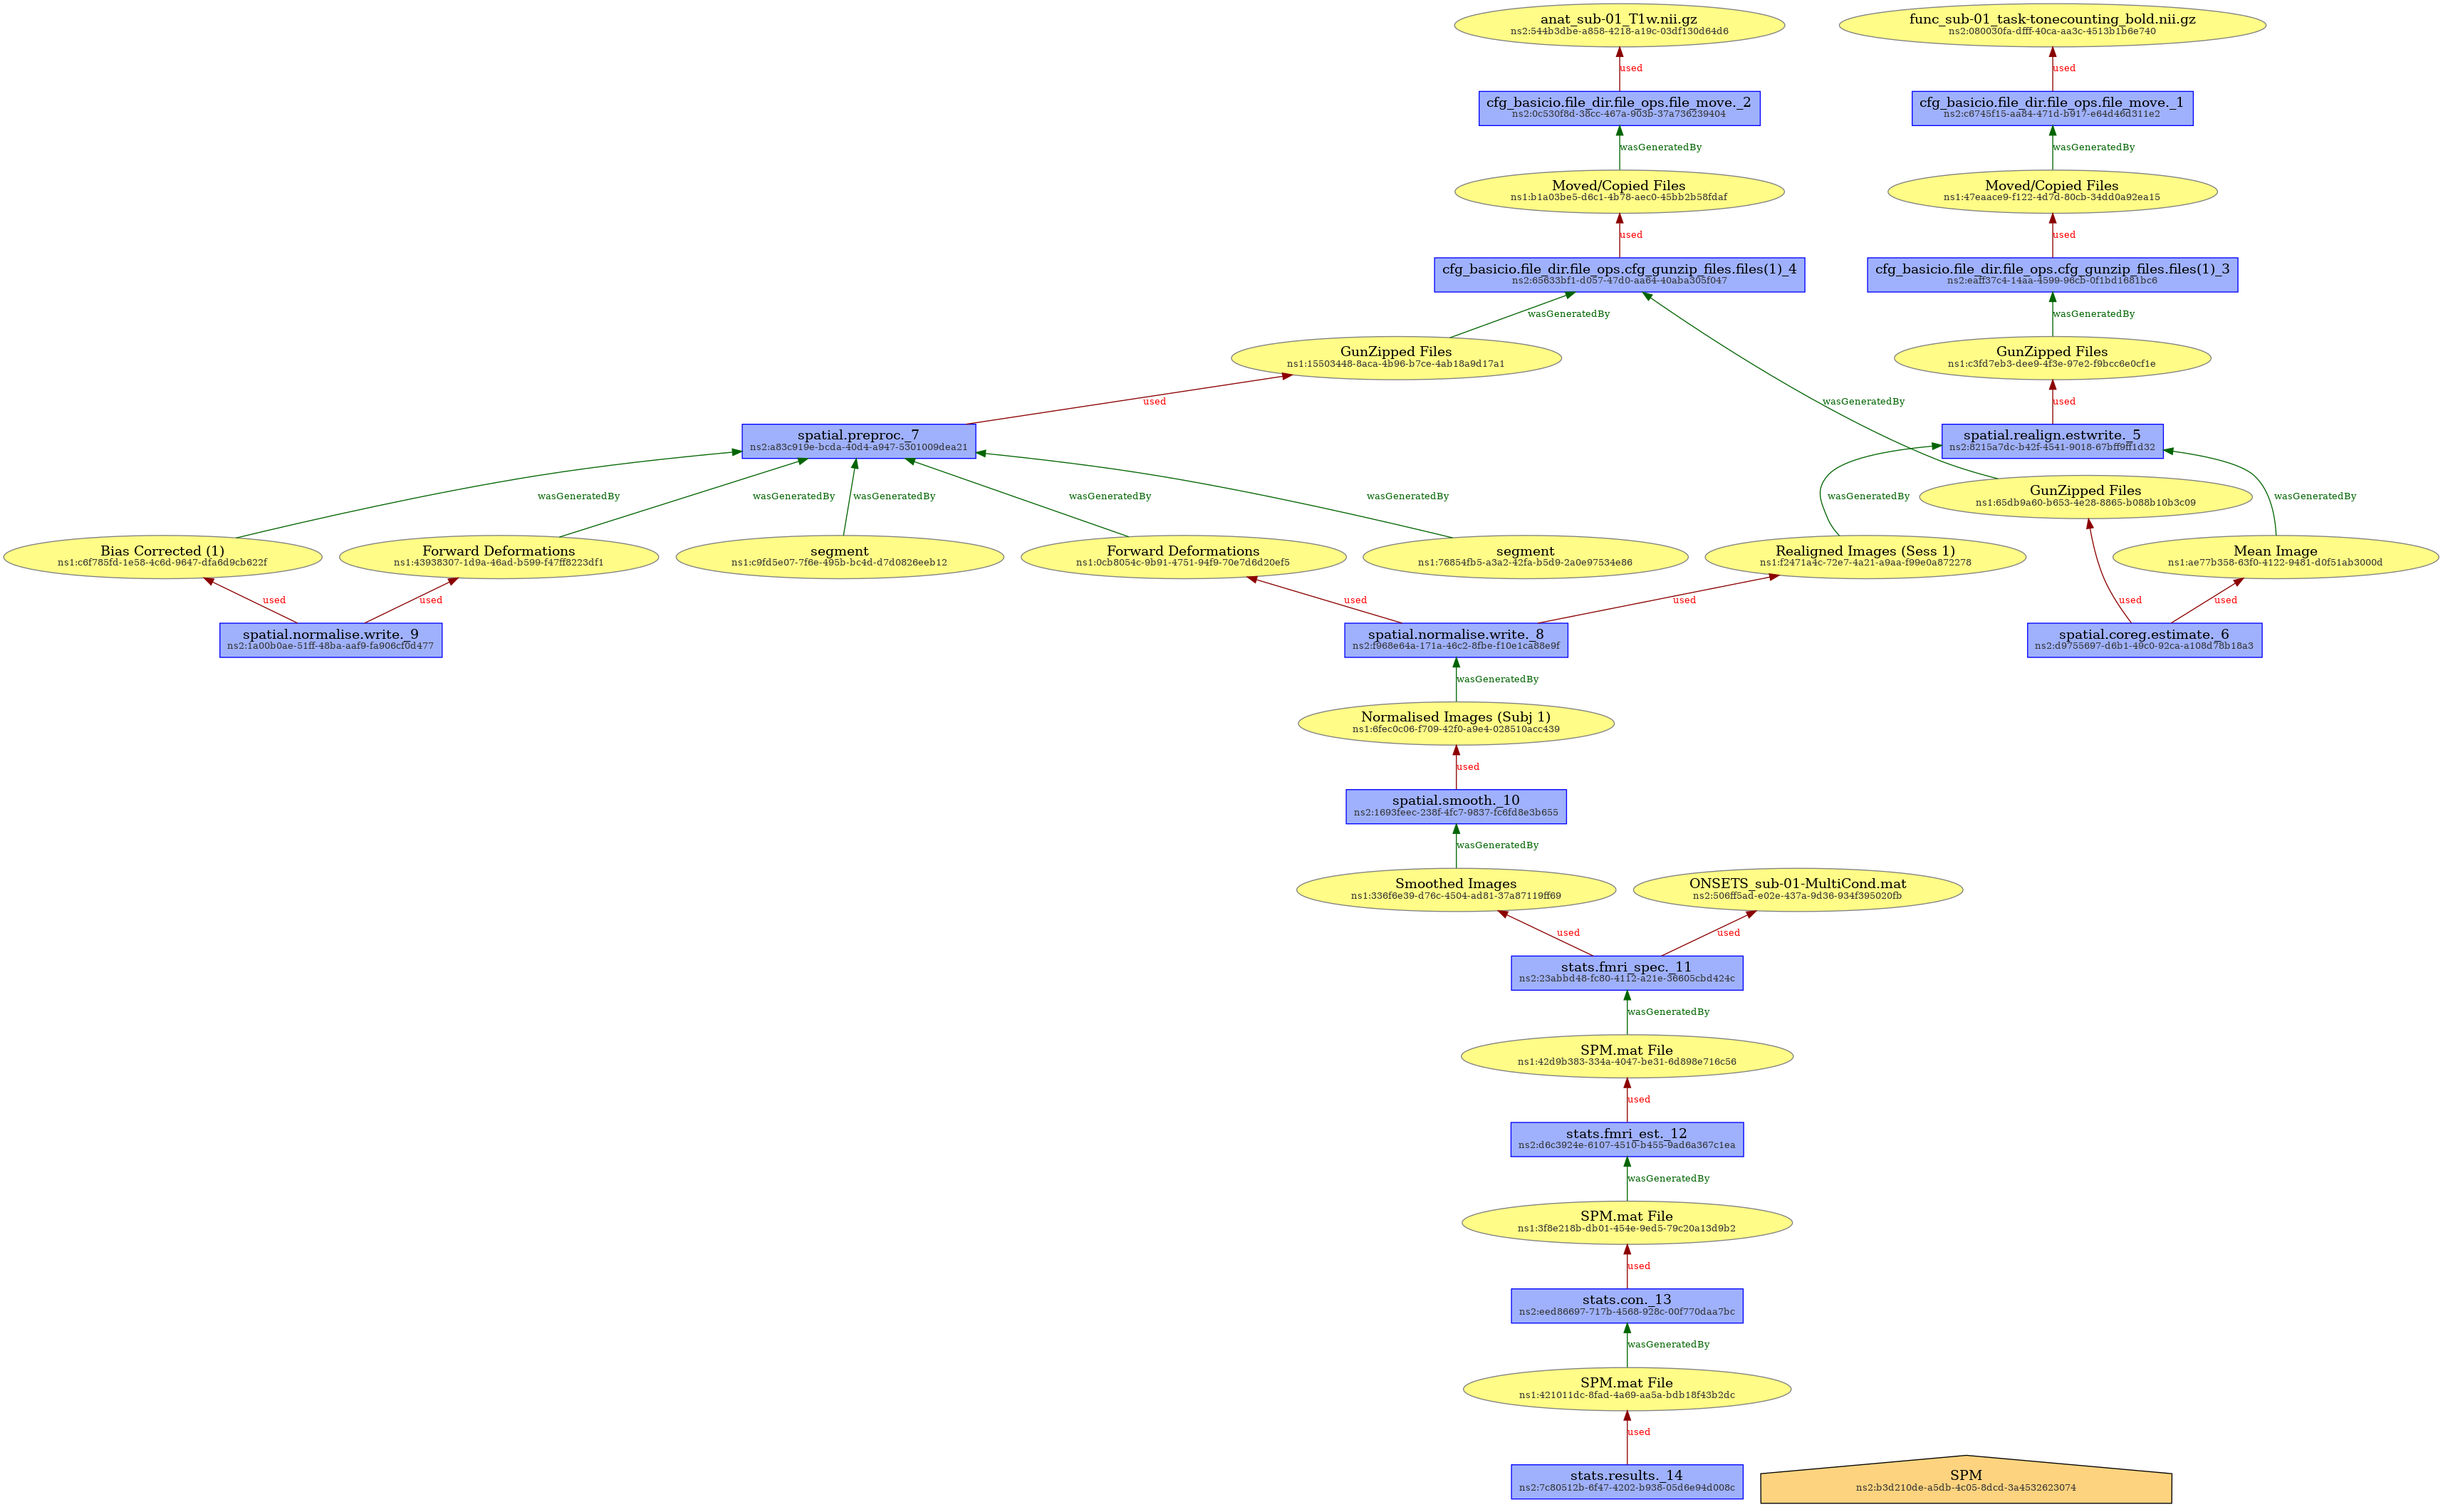 anat_sub-01_T1w.nii.gz
ns2:544b3dbe-a858-4218-a19c-03df130d64d6
func_sub-01_task-tonecounting_bold.nii.gz
ns2:080030fa-dfff-40ca-aa3c-4513b1b6e740
used
used
cfg_basicio.file_dir.file_ops.file_move._2
ns2:0c530f8d-38cc-467a-903b-37a736239404
cfg_basicio.file_dir.file_ops.file_move._1
ns2:c6745f15-aa84-471d-b917-e64d46d311e2
wasGeneratedBy
wasGeneratedBy
Moved/Copied Files
ns1:b1a03be5-d6c1-4b78-aec0-45bb2b58fdaf
Moved/Copied Files
ns1:47eaace9-f122-4d7d-80cb-34dd0a92ea15
used
used
cfg_basicio.file_dir.file_ops.cfg_gunzip_files.files(1)_4
ns2:65633bf1-d057-47d0-aa64-40aba305f047
cfg_basicio.file_dir.file_ops.cfg_gunzip_files.files(1)_3
ns2:eaff37c4-14aa-4599-96cb-0f1bd1681bc6
wasGeneratedBy
wasGeneratedBy
GunZipped Files
ns1:15503448-8aca-4b96-b7ce-4ab18a9d17a1
GunZipped Files
ns1:c3fd7eb3-dee9-4f3e-97e2-f9bcc6e0cf1e
used
wasGeneratedBy
used
spatial.preproc._7
ns2:a83c919e-bcda-40d4-a947-5301009dea21
spatial.realign.estwrite._5
ns2:8215a7dc-b42f-4541-9018-67bff9ff1d32
wasGeneratedBy
wasGeneratedBy
wasGeneratedBy
wasGeneratedBy
wasGeneratedBy
wasGeneratedBy
GunZipped Files
ns1:65db9a60-b653-4e28-8865-b088b10b3c09
wasGeneratedBy
Bias Corrected (1)
ns1:c6f785fd-1e58-4c6d-9647-dfa6d9cb622f
Forward Deformations
ns1:43938307-1d9a-46ad-b599-f47ff8223df1
segment
ns1:c9fd5e07-7f6e-495b-bc4d-d7d0826eeb12
Forward Deformations
ns1:0cb8054c-9b91-4751-94f9-70e7d6d20ef5
segment
ns1:76854fb5-a3a2-42fa-b5d9-2a0e97534e86
Realigned Images (Sess 1)
ns1:f2471a4c-72e7-4a21-a9aa-f99e0a872278
Mean Image
ns1:ae77b358-63f0-4122-9481-d0f51ab3000d
used
used
used
used
used
used
spatial.normalise.write._9
ns2:1a00b0ae-51ff-48ba-aaf9-fa906cf0d477
spatial.normalise.write._8
ns2:f968e64a-171a-46c2-8fbe-f10e1ca88e9f
spatial.coreg.estimate._6
ns2:d9755697-d6b1-49c0-92ca-a108d78b18a3
wasGeneratedBy
Normalised Images (Subj 1)
ns1:6fec0c06-f709-42f0-a9e4-028510acc439
used
spatial.smooth._10
ns2:1693feec-238f-4fc7-9837-fc6fd8e3b655
wasGeneratedBy
Smoothed Images
ns1:336f6e39-d76c-4504-ad81-37a87119ff69
ONSETS_sub-01-MultiCond.mat
ns2:506ff5ad-e02e-437a-9d36-934f395020fb
used
used
stats.fmri_spec._11
ns2:23abbd48-fc80-4112-a21e-36605cbd424c
wasGeneratedBy
SPM.mat File
ns1:42d9b383-334a-4047-be31-6d898e716c56
used
stats.fmri_est._12
ns2:d6c3924e-6107-4510-b455-9ad6a367c1ea
wasGeneratedBy
SPM.mat File
ns1:3f8e218b-db01-454e-9ed5-79c20a13d9b2
used
stats.con._13
ns2:eed86697-717b-4568-928c-00f770daa7bc
wasGeneratedBy
SPM.mat File
ns1:421011dc-8fad-4a69-aa5a-bdb18f43b2dc
used
stats.results._14
ns2:7c80512b-6f47-4202-b938-05d6e94d008c
SPM
ns2:b3d210de-a5db-4c05-8dcd-3a4532623074